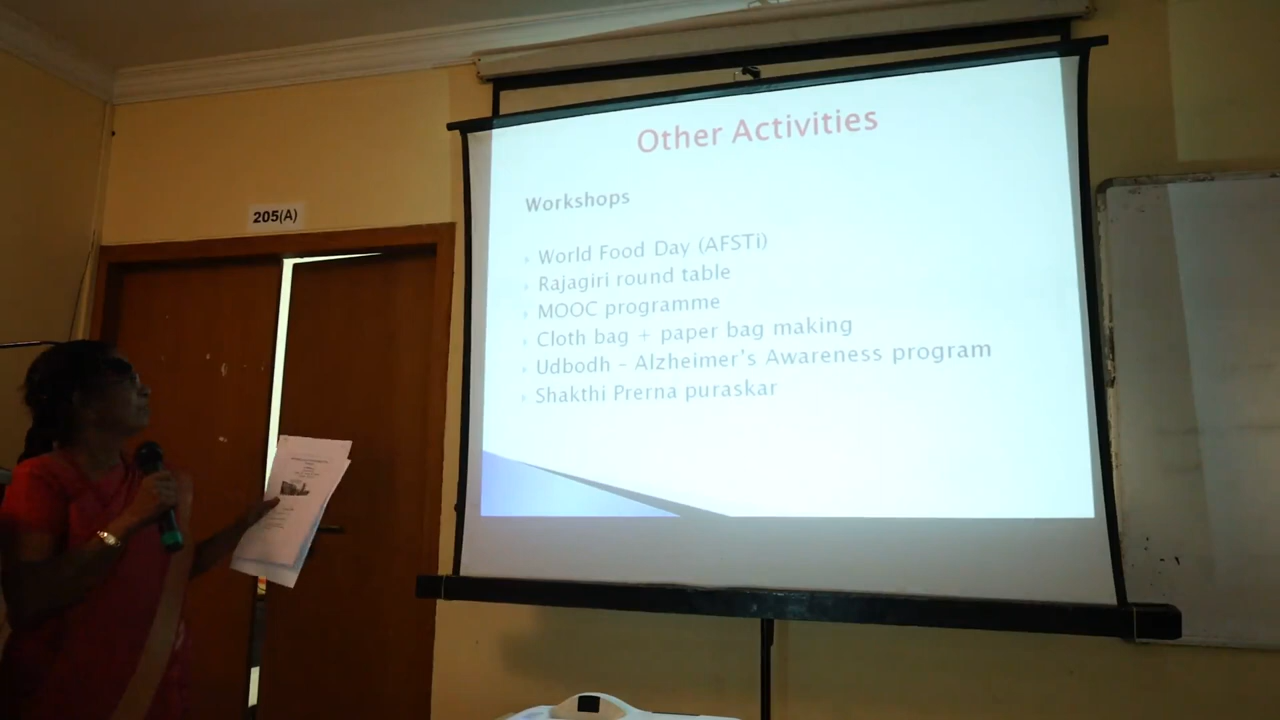 205(A)
Other Activities
Workshops
World Food Day (AFSTi)
Rajagiri round table
MOOC programme
Cloth bag + paper bag making
Udbodh - Alzheimer's Awareness program
Shakthi Prerna puraskar